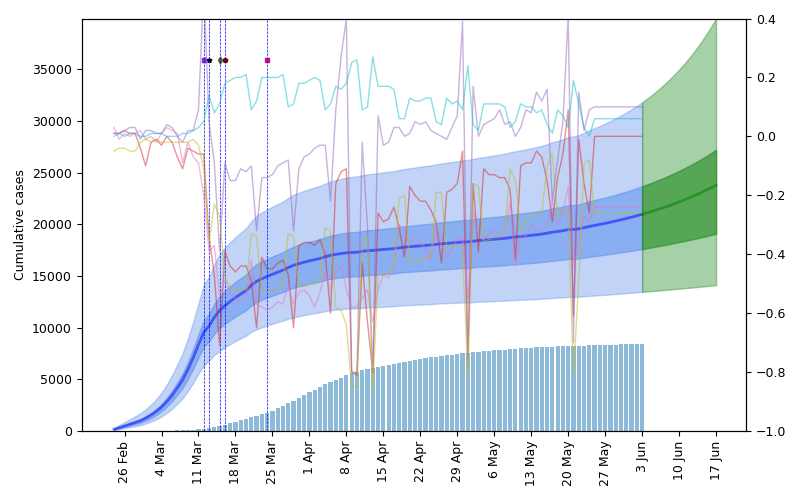 Cumulative cases
35000
30000
25000
20000
15000
10000
5000
0
0.4
0.2
0.0
−0.2
−0.4
−0.6
−0.8
−1.0
26 Feb
4 Mar
11 Mar
18 Mar
25 Mar
1 Apr
8 Apr
15 Apr
22 Apr
29 Apr
6 May
13 May
20 May
27 May
3 Jun
10 Jun
17 Jun